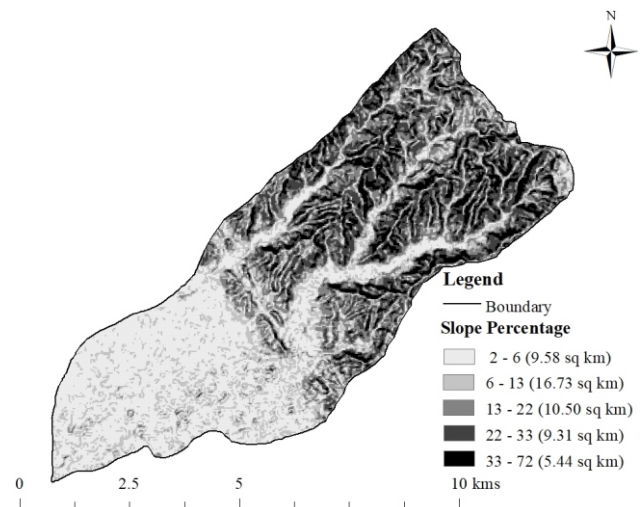 N
Legend
Boundary
Slope Percentage
2 - 6 (9.58 sq km)
6 - 13 (16.73 sq km)
13 - 22 (10.50 sq km)
22 - 33 (9.31 sq km)
33 - 72 (5.44 sq km)
0 2.5 5 10 kms